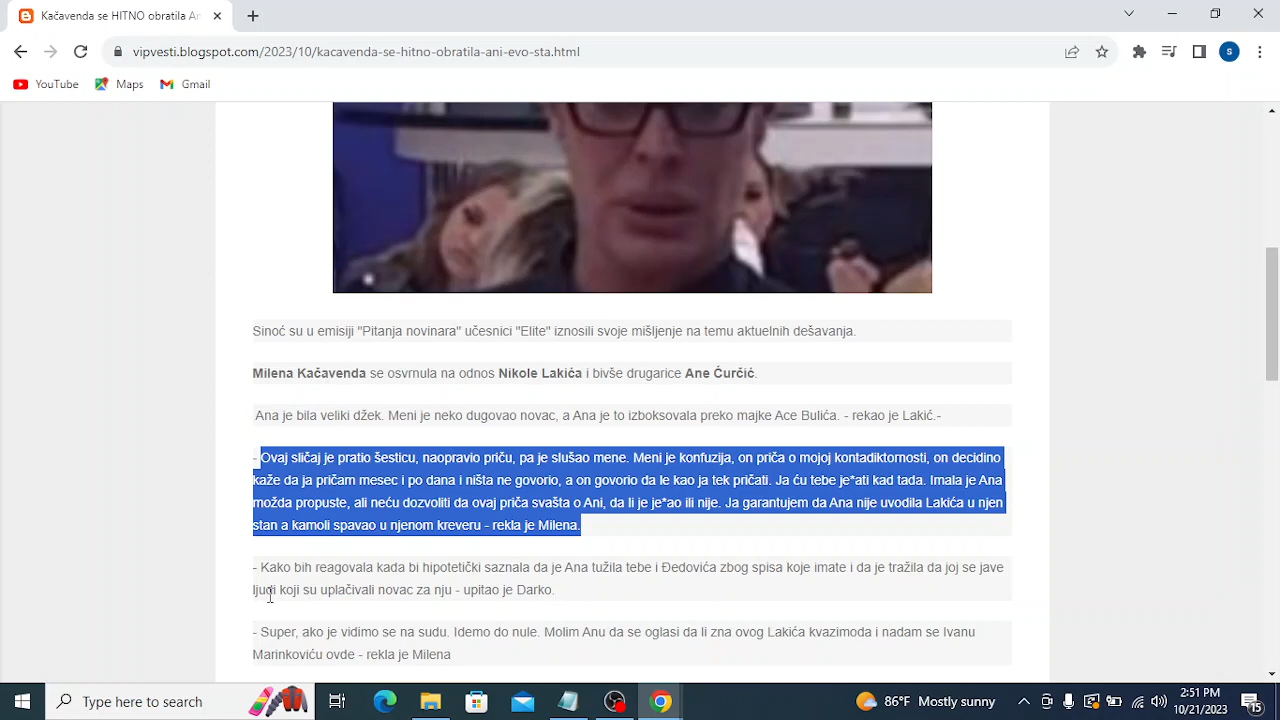 Kačavenda se HITNO obratila An
vipvesti.blogspot.com/2023/10/kacavenda-se-hitno-obratila-ani-evo-sta.html
S
YouTube
Maps
Gmail
Sinoć su u emisiji "Pitanja novinara" učesnici "Elite" iznosili svoje mišljenje na temu aktuelnih dešavanja.
Milena Kačavenda se osvrnula na odnos Nikole Lakića i bivše drugarice Ane Ćurčić.
Ana je bila veliki džek. Meni je neko dugovao novac, a Ana je to izboksovala preko majke Ace Bulića. - rekao je Lakić.-
- Ovaj sličaj je pratio šesticu, naopravio priču, pa je slušao mene. Meni je konfuzija, on priča o mojoj kontadiktornosti, on decidino
kaže da ja pričam mesec i po dana i ništa ne govorio, a on govorio da le kao ja tek pričati. Ja ću tebe je*ati kad tada. Imala je Ana
možda propuste, ali neću dozvoliti da ovaj priča svašta o Ani, da li je je*ao ili nije. Ja garantujem da Ana nije uvodila Lakića u njen
stan a kamoli spavao u njenom kreveru - rekla je Milena.
- Kako bih reagovala kada bi hipotetički saznala da je Ana tužila tebe i Đedovića zbog spisa koje imate i da je tražila da joj se jave
ljudi koji su uplačivali novac za nju - upitao je Darko.
- Super, ako je vidimo se na sudu. Idemo do nule. Molim Anu da se oglasi da li zna ovog Lakića kvazimoda i nadam se Ivanu
Marinkoviću ovde - rekla je Milena
Type here to search
86°F Mostly sunny
2:51 PM
10/21/2023
15